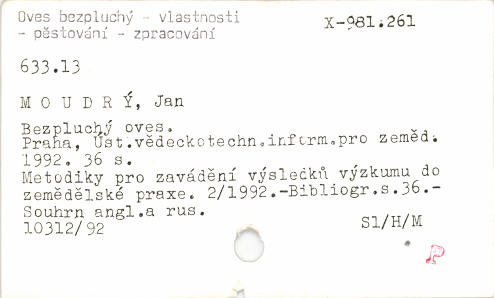 Oves bezpluchý - vlastnosti
- pěstování - zpracování
X-981.261
633.13
M O U D R Ý, Jan
Bezpluchý oves.
Praha, Úst.vědeckotechn.inform.pro zeměd.
1992. 36 s.
Metodiky pro zavádění výsledků výzkumu do
zemědělské praxe. 2/1992.-Bibliogr.s.36.-
Souhrn angl.a rus.
10312/92
Sl/H/M
P